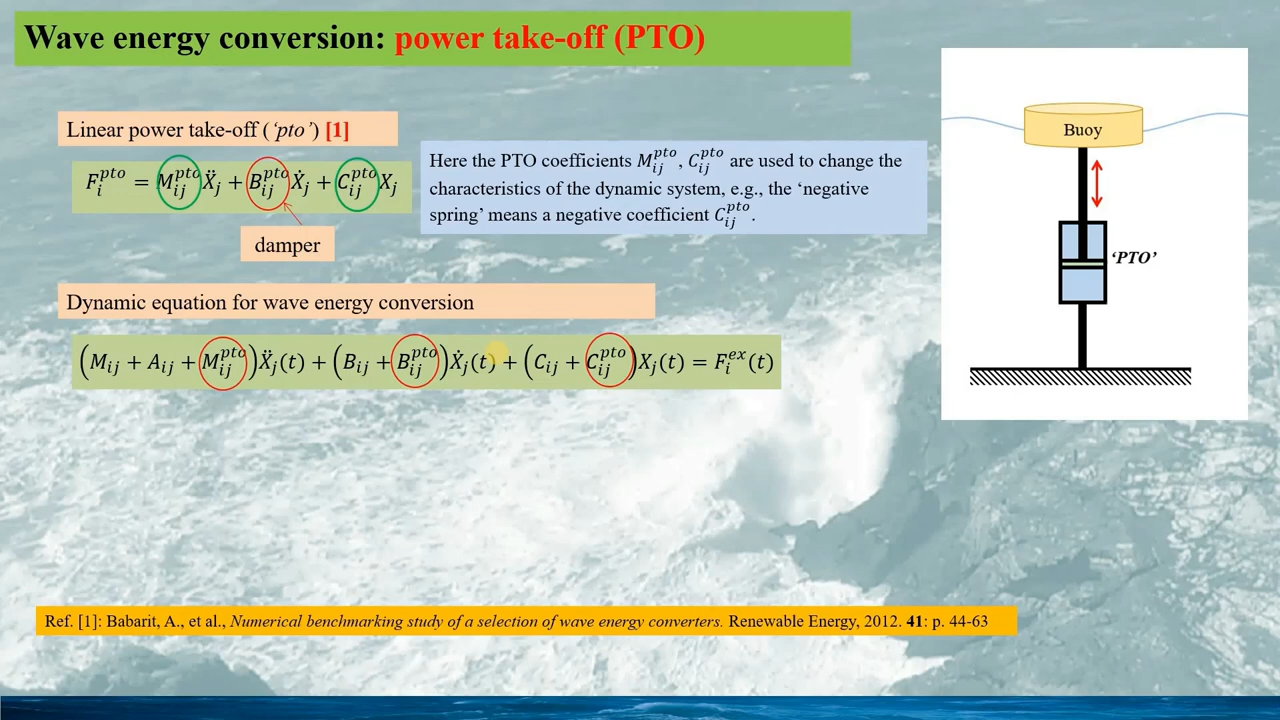 Wave energy conversion: power take-off (PTO)
Linear power take-off (‘pto’) [1]
F_i^{pto} = M_{ij}^{pto}Ẍ_j + B_{ij}^{pto}Ẋ_j + C_{ij}^{pto}X_j
damper
Here the PTO coefficients M_{ij}^{pto}, C_{ij}^{pto} are used to change the
characteristics of the dynamic system, e.g., the ‘negative
spring’ means a negative coefficient C_{ij}^{pto}.
Buoy
‘PTO’
Dynamic equation for wave energy conversion
(M_{ij} + A_{ij} + M_{ij}^{pto})Ẍ_j(t) + (B_{ij} + B_{ij}^{pto})Ẋ_j(t) + (C_{ij} + C_{ij}^{pto})X_j(t) = F_i^{ex}(t)
Ref. [1]: Babarit, A., et al., Numerical benchmarking study of a selection of wave energy converters. Renewable Energy, 2012. 41: p. 44-63